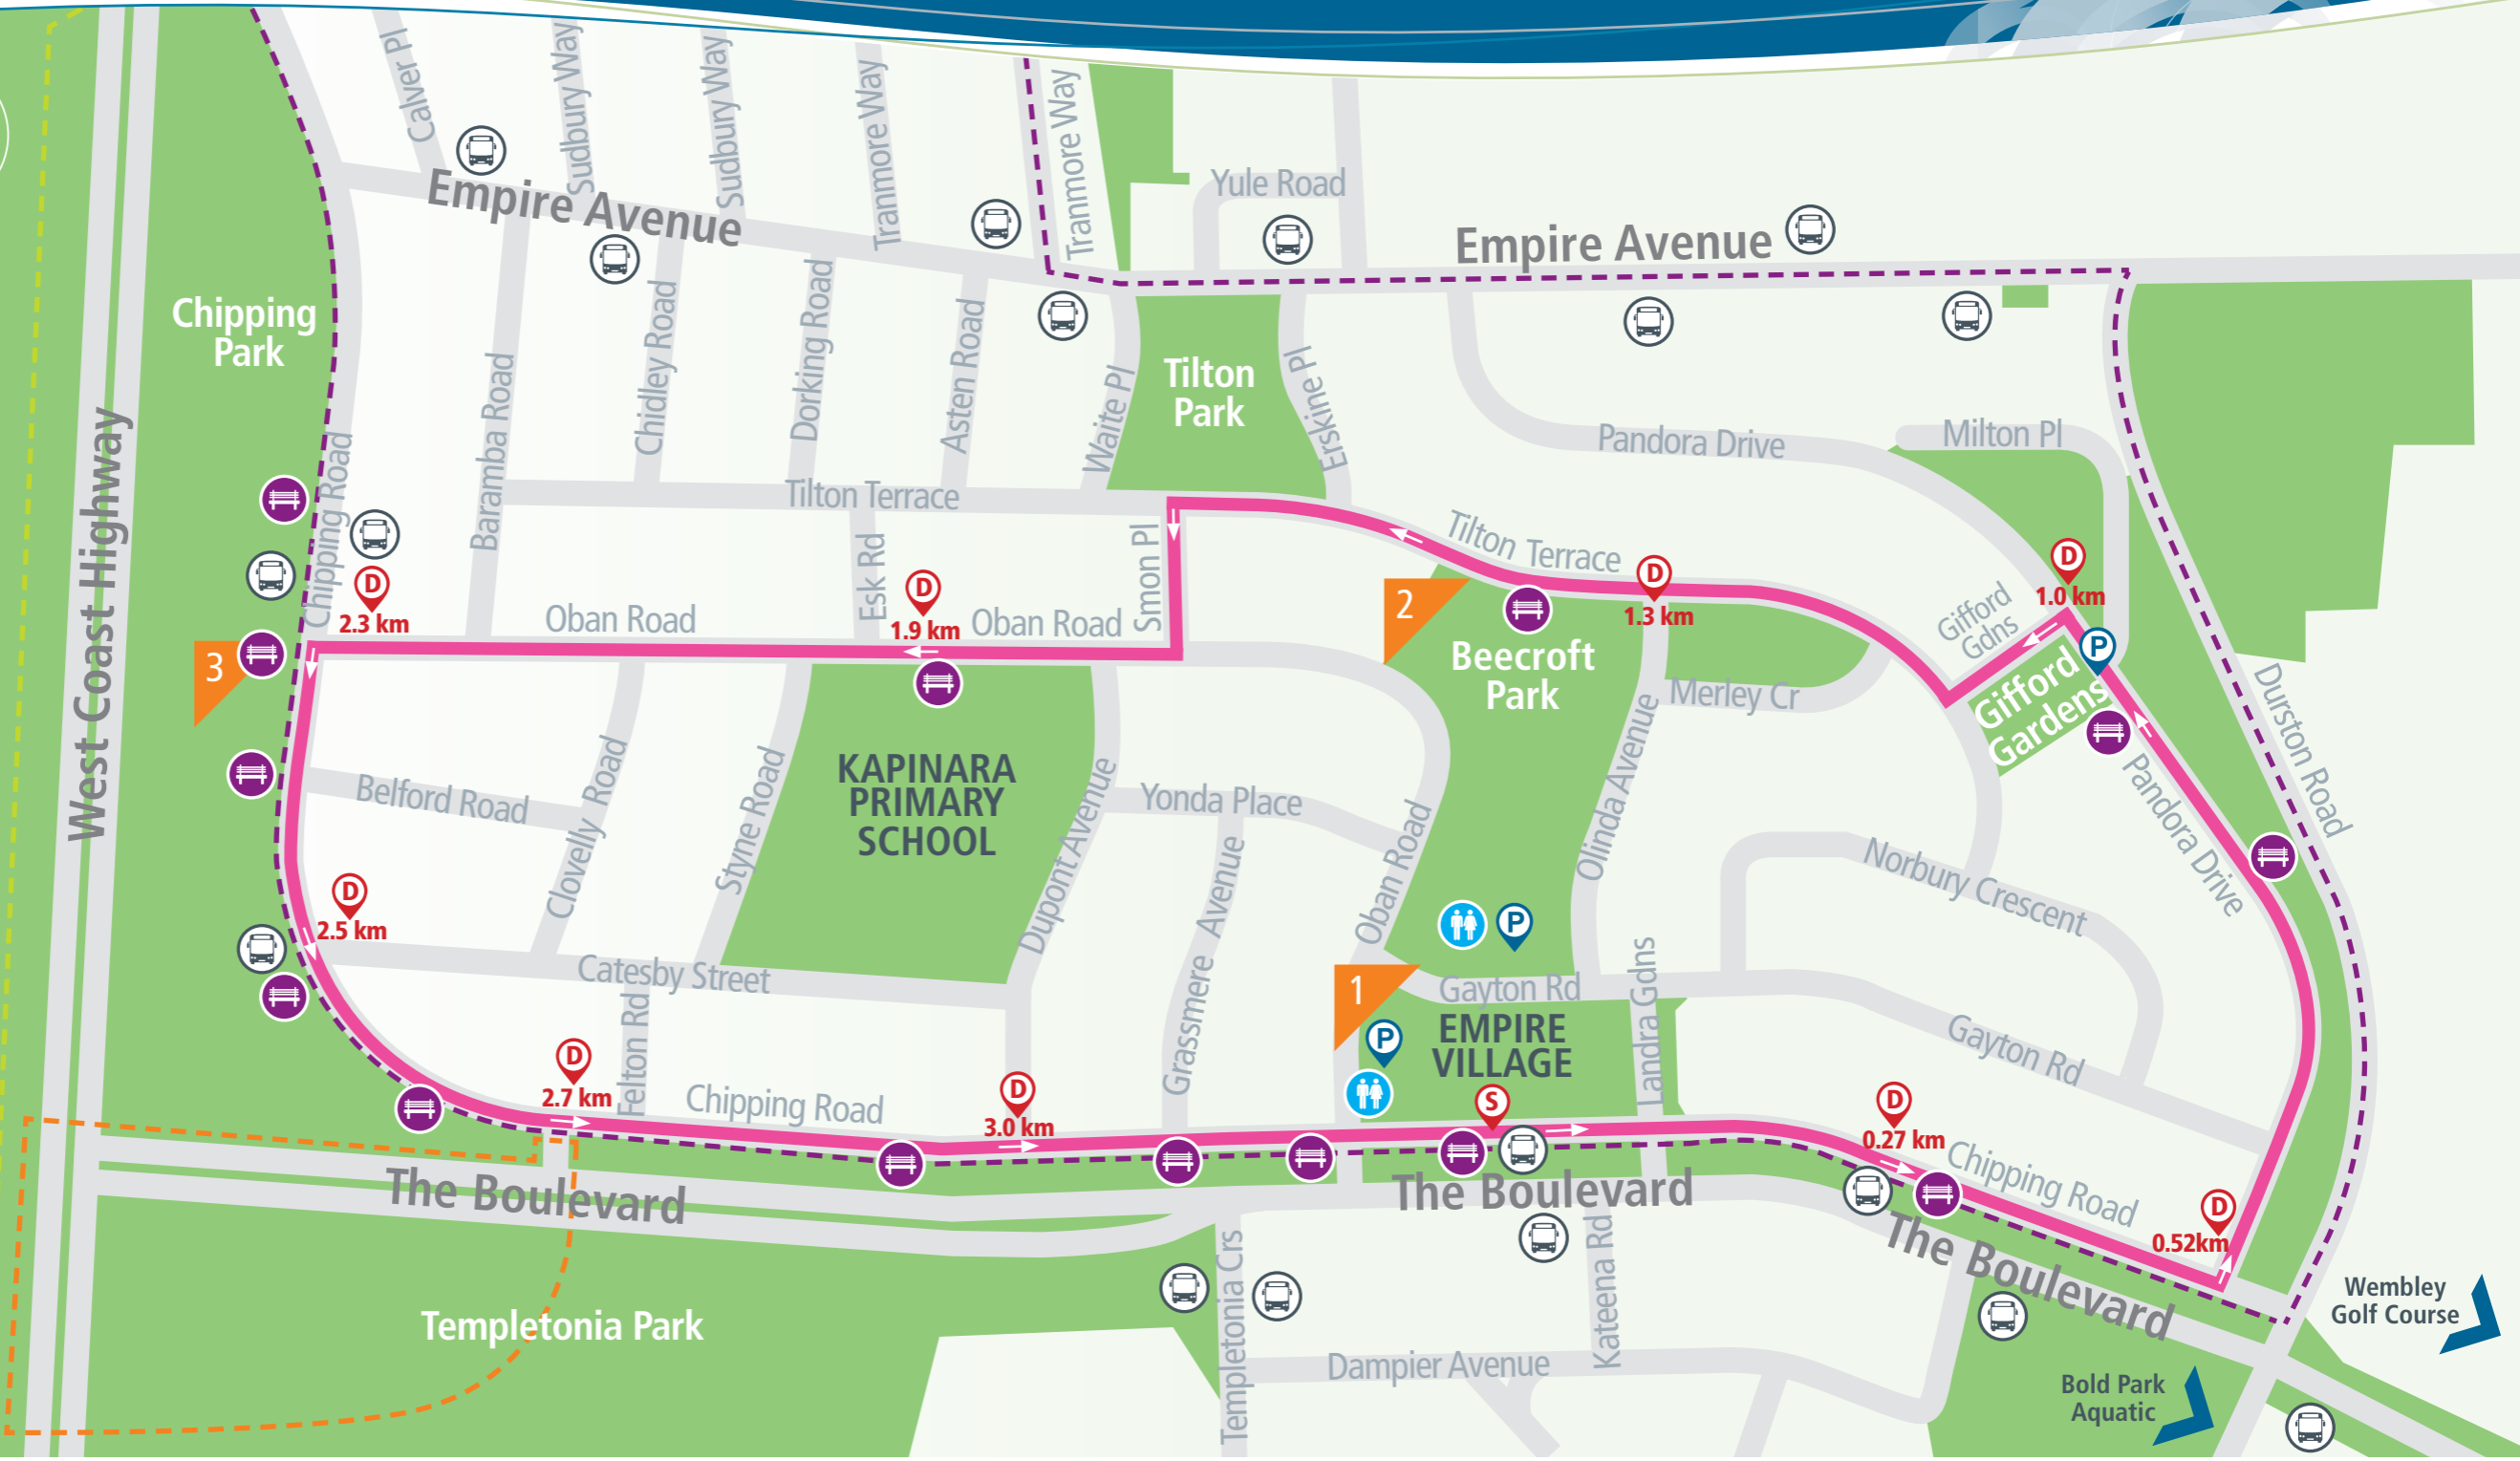 Calver Pl
Sudbury Way
Sudbury Way
Tranmore Way
Tranmore Way
Yule Road
Empire Avenue
Empire Avenue
Chipping
Park
Baramba Road
Chidley Road
Dorking Road
Asten Road
Waite Pl
Tilton
Park
Erskine Pl
Pandora Drive
Milton Pl
West Coast Highway
Chipping Road
Tilton Terrace
Tilton Terrace
Esk Rd
Smon Pl
D
2.3 km
Oban Road
D
1.9 km
Oban Road
2
D
1.3 km
Gifford
Gdns
D
1.0 km
P
3
Beecroft
Park
Merley Cr
Gifford
Gardens
Durston Road
Pandora Drive
Belford Road
Clovelly Road
Styne Road
KAPINARA
PRIMARY
SCHOOL
Dupont Avenue
Yonda Place
Grassmere Avenue
Oban Road
Olinda Avenue
Norbury Crescent
D
2.5 km
P
Catesby Street
Felton Rd
1
Gayton Rd
Landra Gdns
Gayton Rd
P
EMPIRE
VILLAGE
D
2.7 km
Chipping Road
D
3.0 km
S
D
0.27 km
Chipping Road
The Boulevard
The Boulevard
The Boulevard
D
0.52km
Templetonia Park
Templetonia Crs
Kateena Rd
Dampier Avenue
Wembley
Golf Course
Bold Park
Aquatic